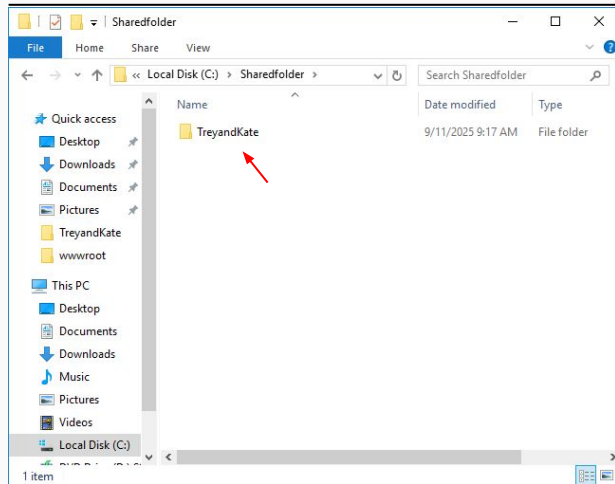 Sharedfolder
File Home Share View
« Local Disk (C:) › Sharedfolder ›
Search Sharedfolder
Name Date modified Type
TreyandKate 9/11/2025 9:17 AM File folder
Quick access
Desktop
Downloads
Documents
Pictures
TreyandKate
wwwroot
This PC
Desktop
Documents
Downloads
Music
Pictures
Videos
Local Disk (C:)
1 item